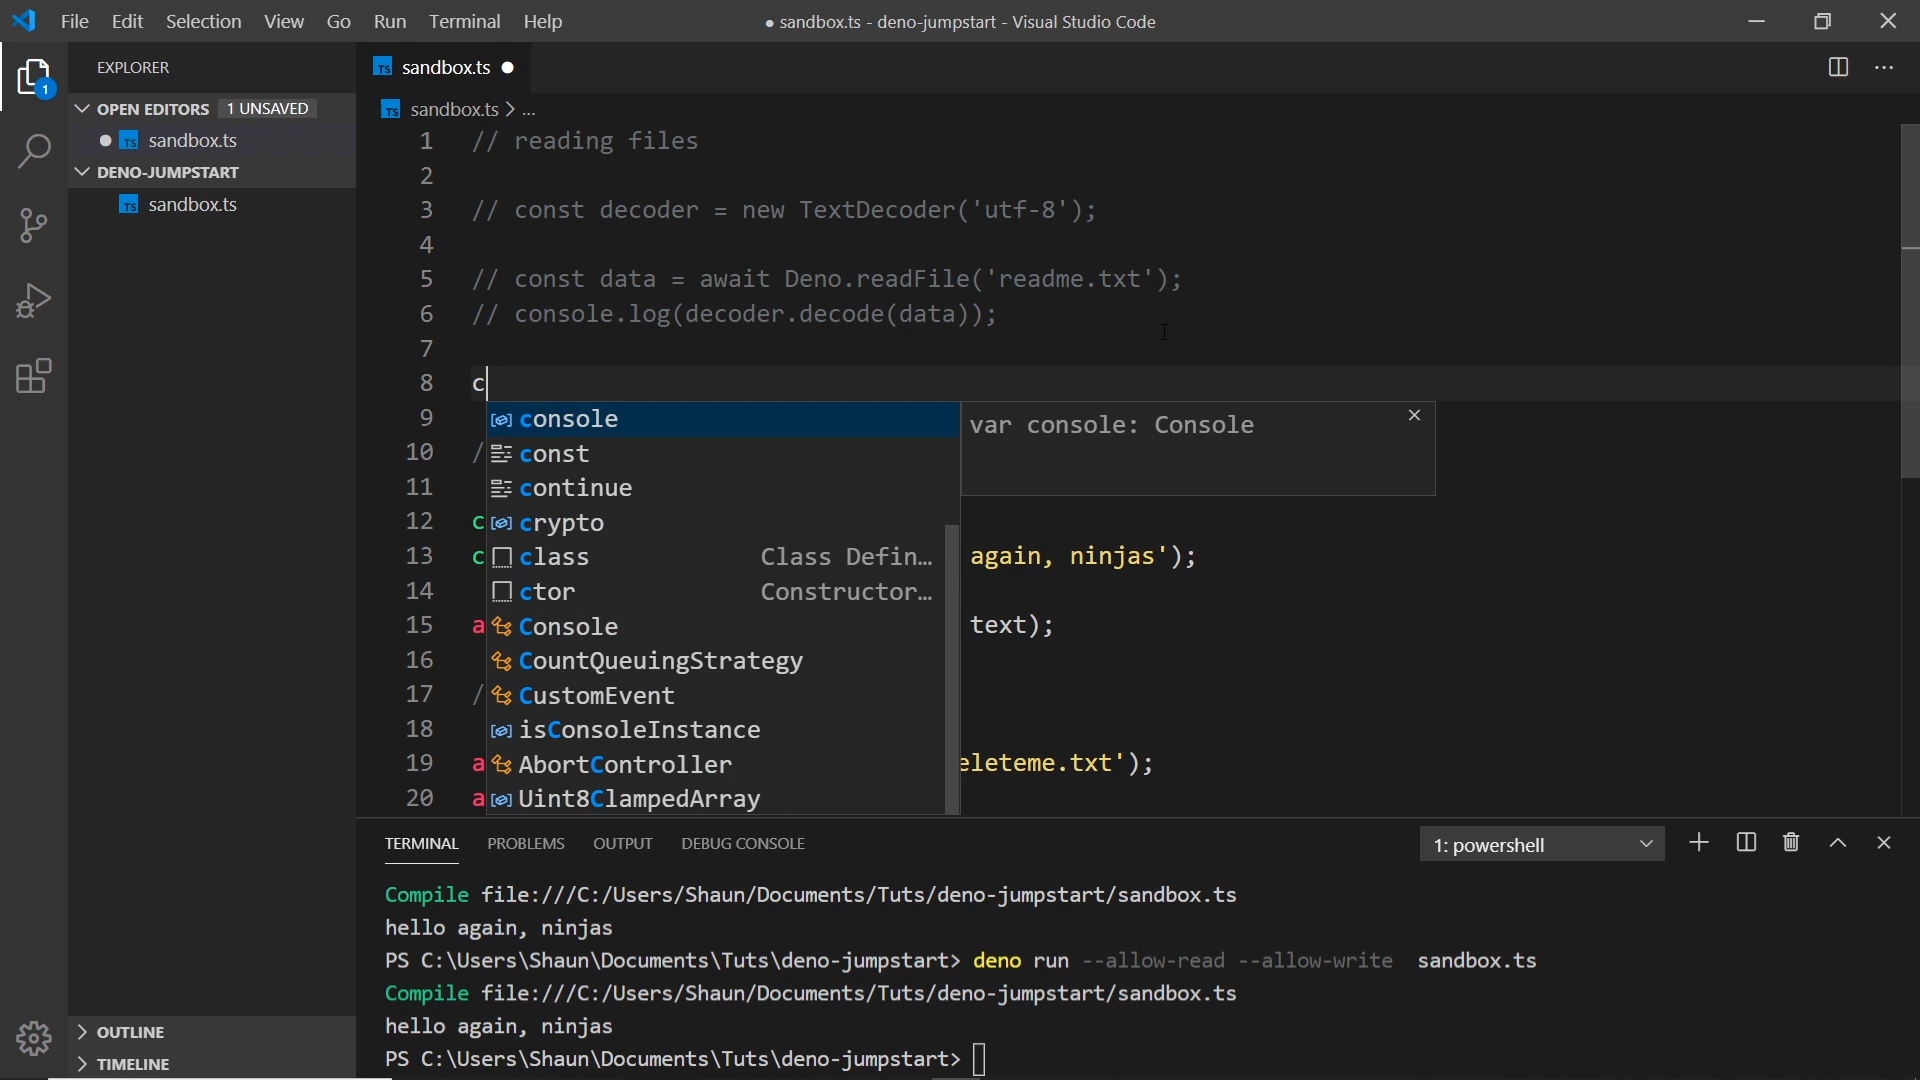 File Edit Selection View Go Run Terminal Help
● sandbox.ts - deno-jumpstart - Visual Studio Code
1
EXPLORER
OPEN EDITORS 1 UNSAVED
TS sandbox.ts
DENO-JUMPSTART
TS sandbox.ts
OUTLINE
TIMELINE
TS sandbox.ts
TS sandbox.ts > ...
1 // reading files
2
3 // const decoder = new TextDecoder('utf-8');
4
5 // const data = await Deno.readFile('readme.txt');
6 // console.log(decoder.decode(data));
7
8 c
9 console var console: Console
10 / const
11 continue
12 c crypto
13 c class Class Defin… again, ninjas');
14 ctor Constructor…
15 a Console text);
16 CountQueuingStrategy
17 / CustomEvent
18 isConsoleInstance
19 a AbortController eleteme.txt');
20 a Uint8ClampedArray
TERMINAL PROBLEMS OUTPUT DEBUG CONSOLE 1: powershell
Compile file:///C:/Users/Shaun/Documents/Tuts/deno-jumpstart/sandbox.ts
hello again, ninjas
PS C:\Users\Shaun\Documents\Tuts\deno-jumpstart> deno run --allow-read --allow-write sandbox.ts
Compile file:///C:/Users/Shaun/Documents/Tuts/deno-jumpstart/sandbox.ts
hello again, ninjas
PS C:\Users\Shaun\Documents\Tuts\deno-jumpstart>